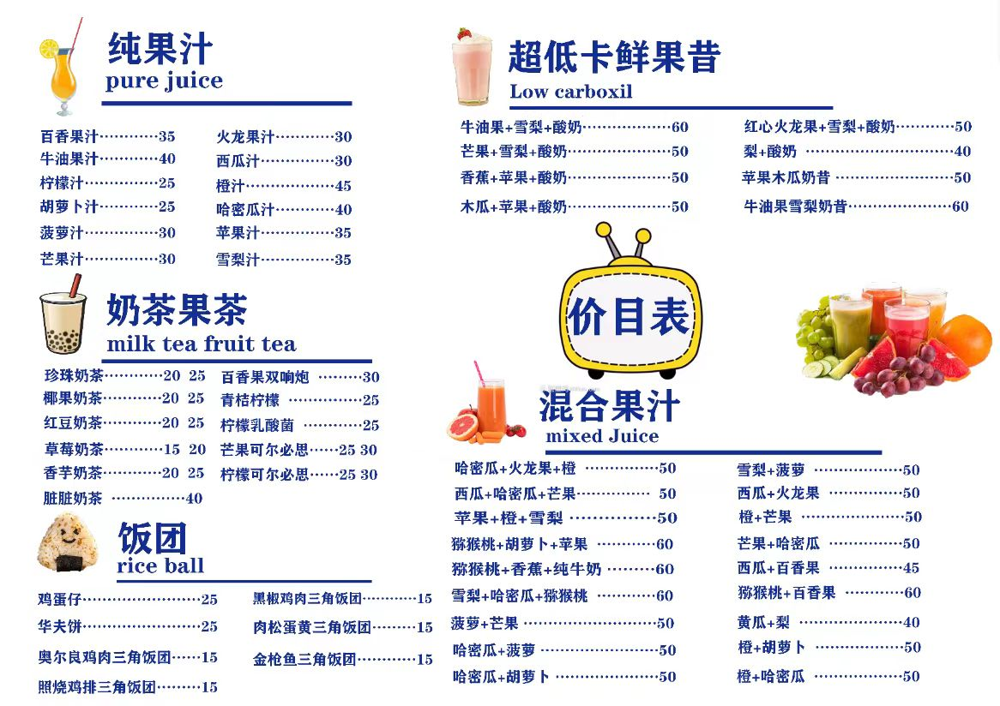 纯果汁
pure juice
百香果汁············35
火龙果汁············30
牛油果汁············40
西瓜汁···············30
柠檬汁···············25
橙汁··················45
胡萝卜汁············25
哈密瓜汁············40
菠萝汁···············30
苹果汁···············35
芒果汁···············30
雪梨汁···············35
奶茶果茶
milk tea fruit tea
珍珠奶茶············20 25
百香果双响炮 ·········30
椰果奶茶············20 25
青桔柠檬 ···············25
红豆奶茶············20 25
柠檬乳酸菌 ············25
草莓奶茶············15 20
芒果可尔必思······25 30
香芋奶茶············20 25
柠檬可尔必思······25 30
脏脏奶茶 ···············40
饭团
rice ball
鸡蛋仔························25
黑椒鸡肉三角饭团···········15
华夫饼························25
肉松蛋黄三角饭团·········15
奥尔良鸡肉三角饭团······15
金枪鱼三角饭团············15
照烧鸡排三角饭团·········15
超低卡鲜果昔
Low carboxil
牛油果+雪梨+酸奶··················60
红心火龙果+雪梨+酸奶············50
芒果+雪梨+酸奶·····················50
梨+酸奶 ······························40
香蕉+苹果+酸奶·····················50
苹果木瓜奶昔 ························50
木瓜+苹果+酸奶·····················50
牛油果雪梨奶昔·····················60
价目表
混合果汁
mixed Juice
哈密瓜+火龙果+橙 ···············50
雪梨+菠萝 ··················50
西瓜+哈密瓜+芒果··············· 50
西瓜+火龙果 ···············50
苹果+橙+雪梨 ···············50
橙+芒果 ·····················50
猕猴桃+胡萝卜+苹果 ············60
芒果+哈密瓜 ···············50
猕猴桃+香蕉+纯牛奶 ·········60
西瓜+百香果 ···············45
雪梨+哈密瓜+猕猴桃 ············60
猕猴桃+百香果 ············60
菠萝+芒果 ···························50
黄瓜+梨 ·····················40
哈密瓜+菠萝 ························50
橙+胡萝卜 ··················50
哈密瓜+胡萝卜 ·····················50
橙+哈密瓜 ··················50